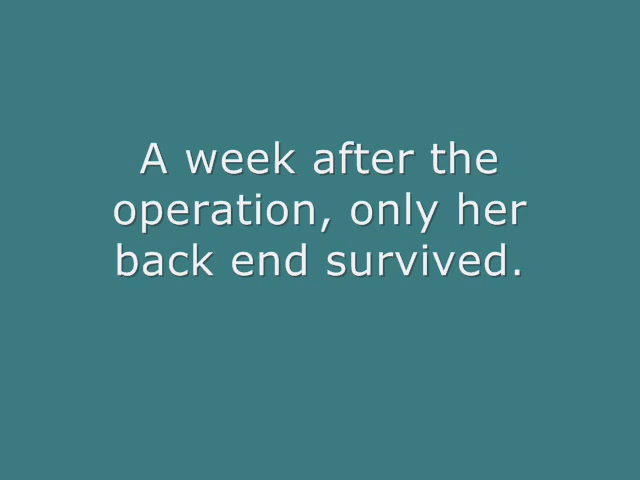 A week after the
operation, only her
back end survived.